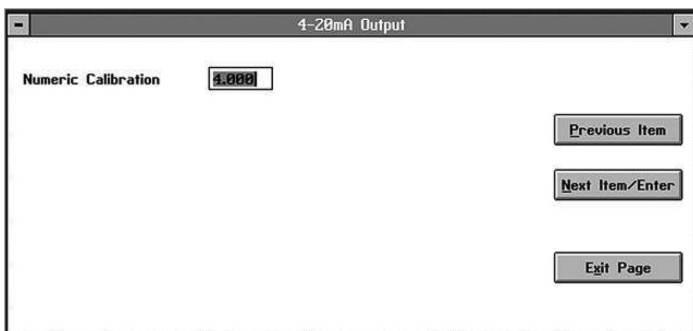 4-20mA Output
Numeric Calibration 4.000
Previous Item
Next Item/Enter
Exit Page